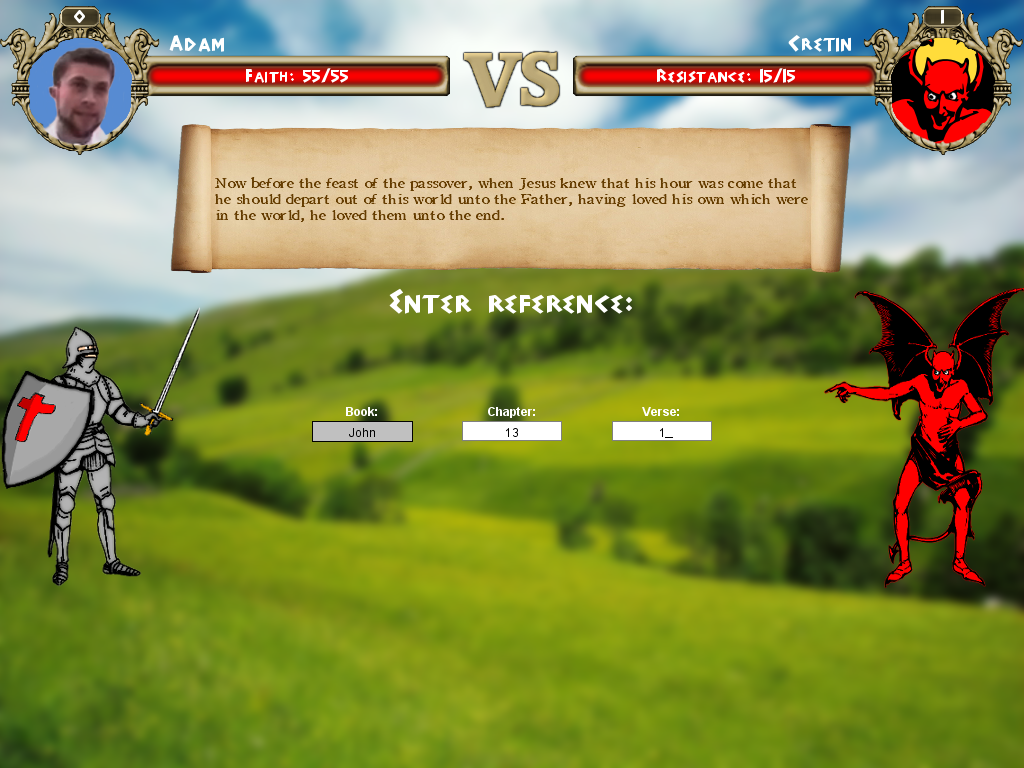 0
1
Adam
Cretin
Faith: 55/55
VS
Resistance: 15/15
Now before the feast of the passover, when Jesus knew that his hour was come that
he should depart out of this world unto the Father, having loved his own which were
in the world, he loved them unto the end.
Enter reference:
Book:
Chapter:
Verse:
John
13
1_